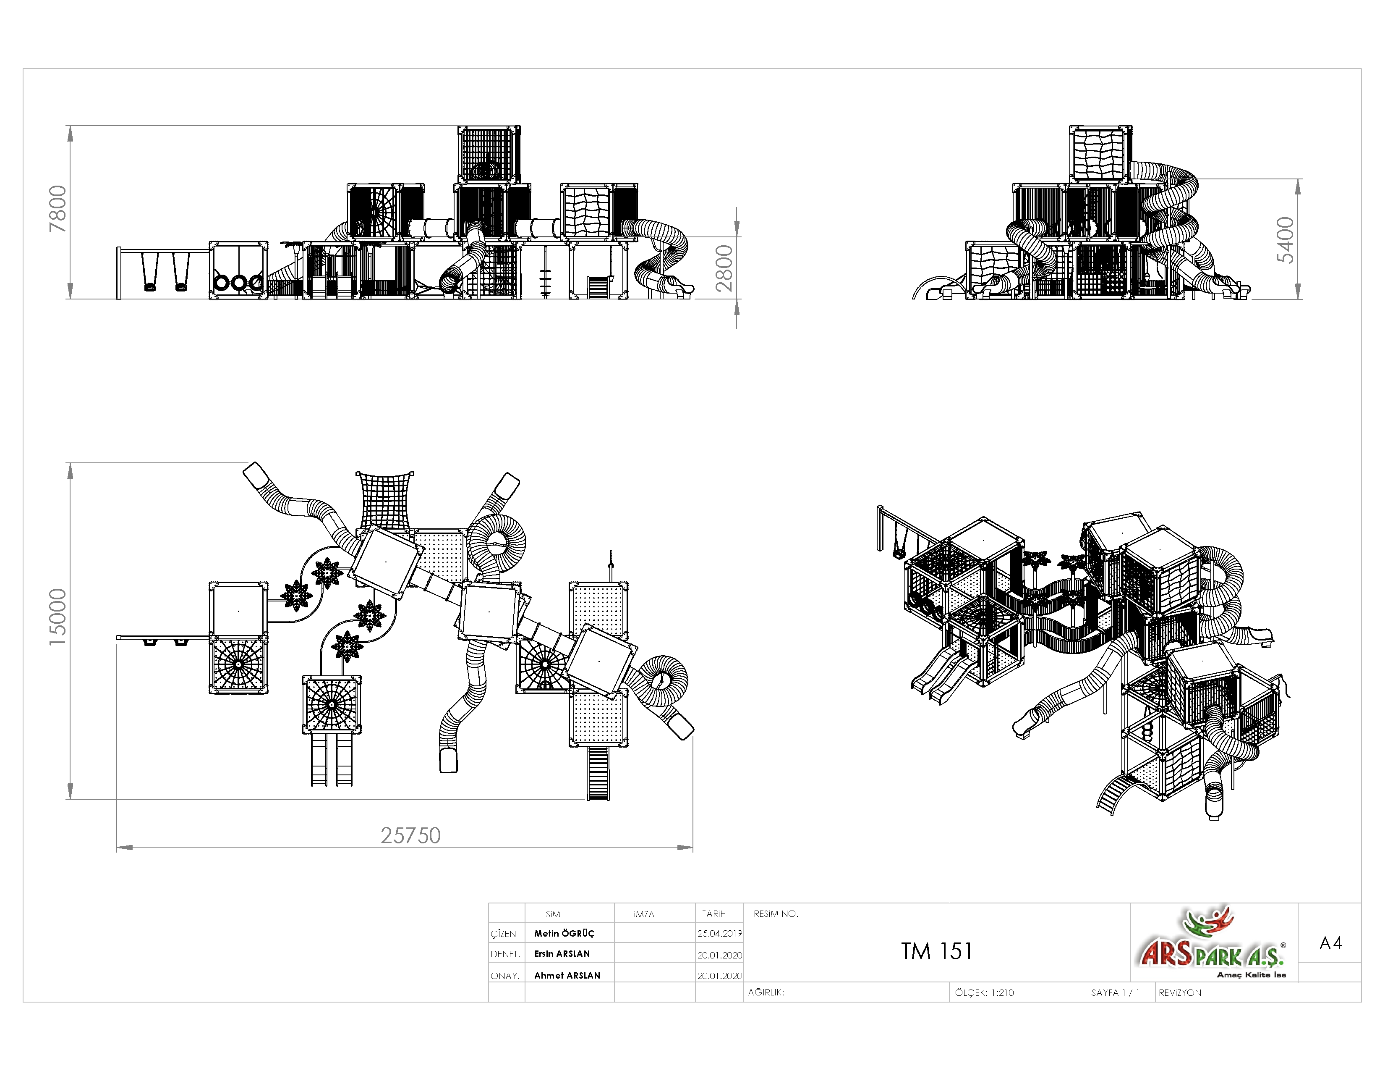 7800
2800
5400
15000
25750
İSİM İMZA TARİH RESİM NO.
ÇİZEN Metin ÖGRÜÇ 25.04.2019
DENET. Ersin ARSLAN 20.01.2020
ONAY. Ahmet ARSLAN 20.01.2020
TM 151
ARSPARK A.Ş.®
Amaç Kalite İse
A4
AĞIRLIK: ÖLÇEK: 1:210 SAYFA 1 / 1 REVİZYON